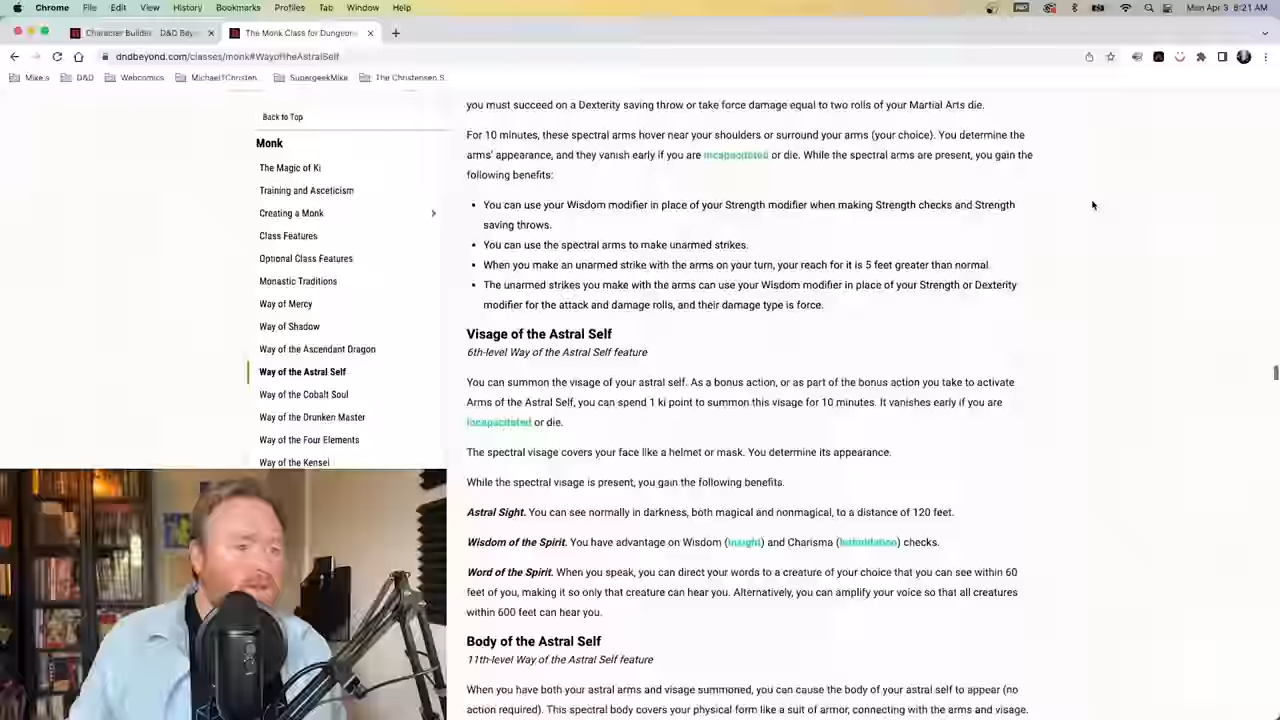 Chrome File Edit View History Bookmarks Profiles Tab Window Help
Mon Apr 3 8:21 AM
Character Builder D&D Bey The Monk Class for Dungeon
dndbeyond.com/classes/monk#WayoftheAstralSelf
Mike's D&D Webcomics MichaelTChristen... SupergeekMike The Christensen S...
Back to Top
Monk
The Magic of Ki
Training and Asceticism
Creating a Monk
Class Features
Optional Class Features
Monastic Traditions
Way of Mercy
Way of Shadow
Way of the Ascendant Dragon
Way of the Astral Self
Way of the Cobalt Soul
Way of the Drunken Master
Way of the Four Elements
Way of the Kensei
you must succeed on a Dexterity saving throw or take force damage equal to two rolls of your Martial Arts die.
For 10 minutes, these spectral arms hover near your shoulders or surround your arms (your choice). You determine the
arms' appearance, and they vanish early if you are incapacitated or die. While the spectral arms are present, you gain the
following benefits:
• You can use your Wisdom modifier in place of your Strength modifier when making Strength checks and Strength
saving throws.
• You can use the spectral arms to make unarmed strikes.
• When you make an unarmed strike with the arms on your turn, your reach for it is 5 feet greater than normal.
• The unarmed strikes you make with the arms can use your Wisdom modifier in place of your Strength or Dexterity
modifier for the attack and damage rolls, and their damage type is force.
Visage of the Astral Self
6th-level Way of the Astral Self feature
You can summon the visage of your astral self. As a bonus action, or as part of the bonus action you take to activate
Arms of the Astral Self, you can spend 1 ki point to summon this visage for 10 minutes. It vanishes early if you are
incapacitated or die.
The spectral visage covers your face like a helmet or mask. You determine its appearance.
While the spectral visage is present, you gain the following benefits.
Astral Sight. You can see normally in darkness, both magical and nonmagical, to a distance of 120 feet.
Wisdom of the Spirit. You have advantage on Wisdom (Insight) and Charisma (Intimidation) checks.
Word of the Spirit. When you speak, you can direct your words to a creature of your choice that you can see within 60
feet of you, making it so only that creature can hear you. Alternatively, you can amplify your voice so that all creatures
within 600 feet can hear you.
Body of the Astral Self
11th-level Way of the Astral Self feature
When you have both your astral arms and visage summoned, you can cause the body of your astral self to appear (no
action required). This spectral body covers your physical form like a suit of armor, connecting with the arms and visage.